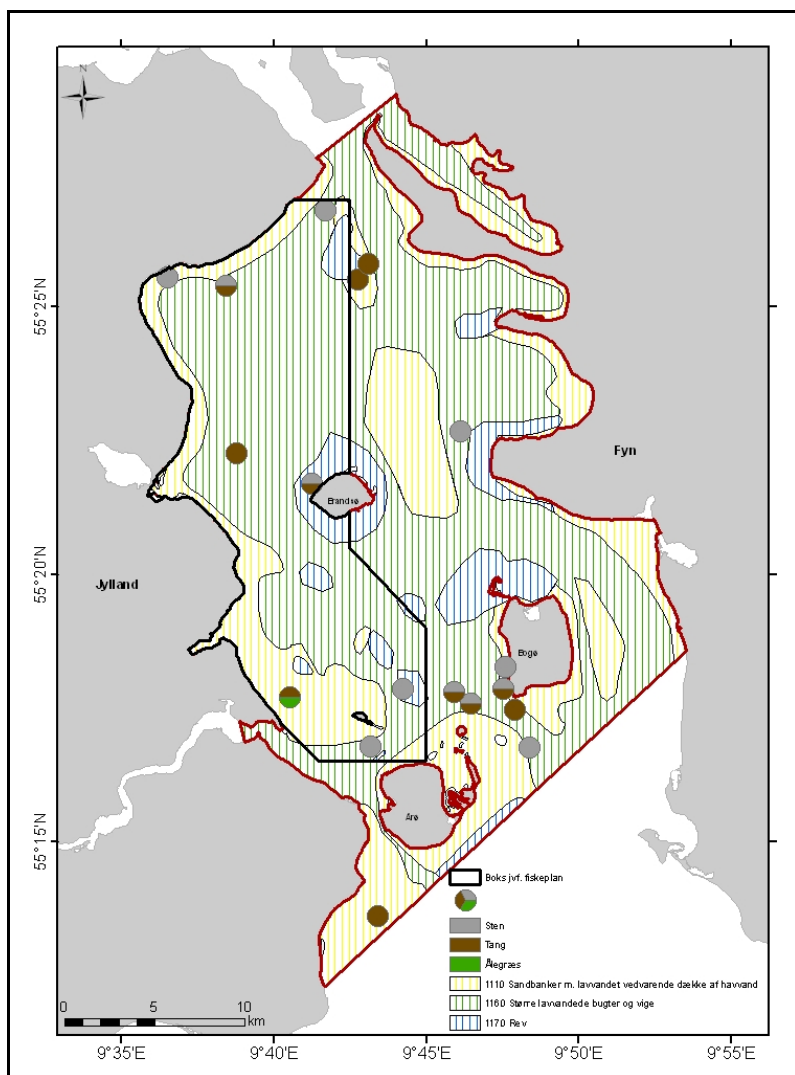 N
55°25'N
Fyn
Brandsø
55°20'N
Jylland
Bogø
Årø
55°15'N
Boks jvf. fiskeplan
Sten
Tang
Ålegræs
1110 Sandbanker m. lavvandet vedvarende dække af havvand
1160 Større lavvandede bugter og vige
1170 Rev
0 5 10
km
9°35'E 9°40'E 9°45'E 9°50'E 9°55'E